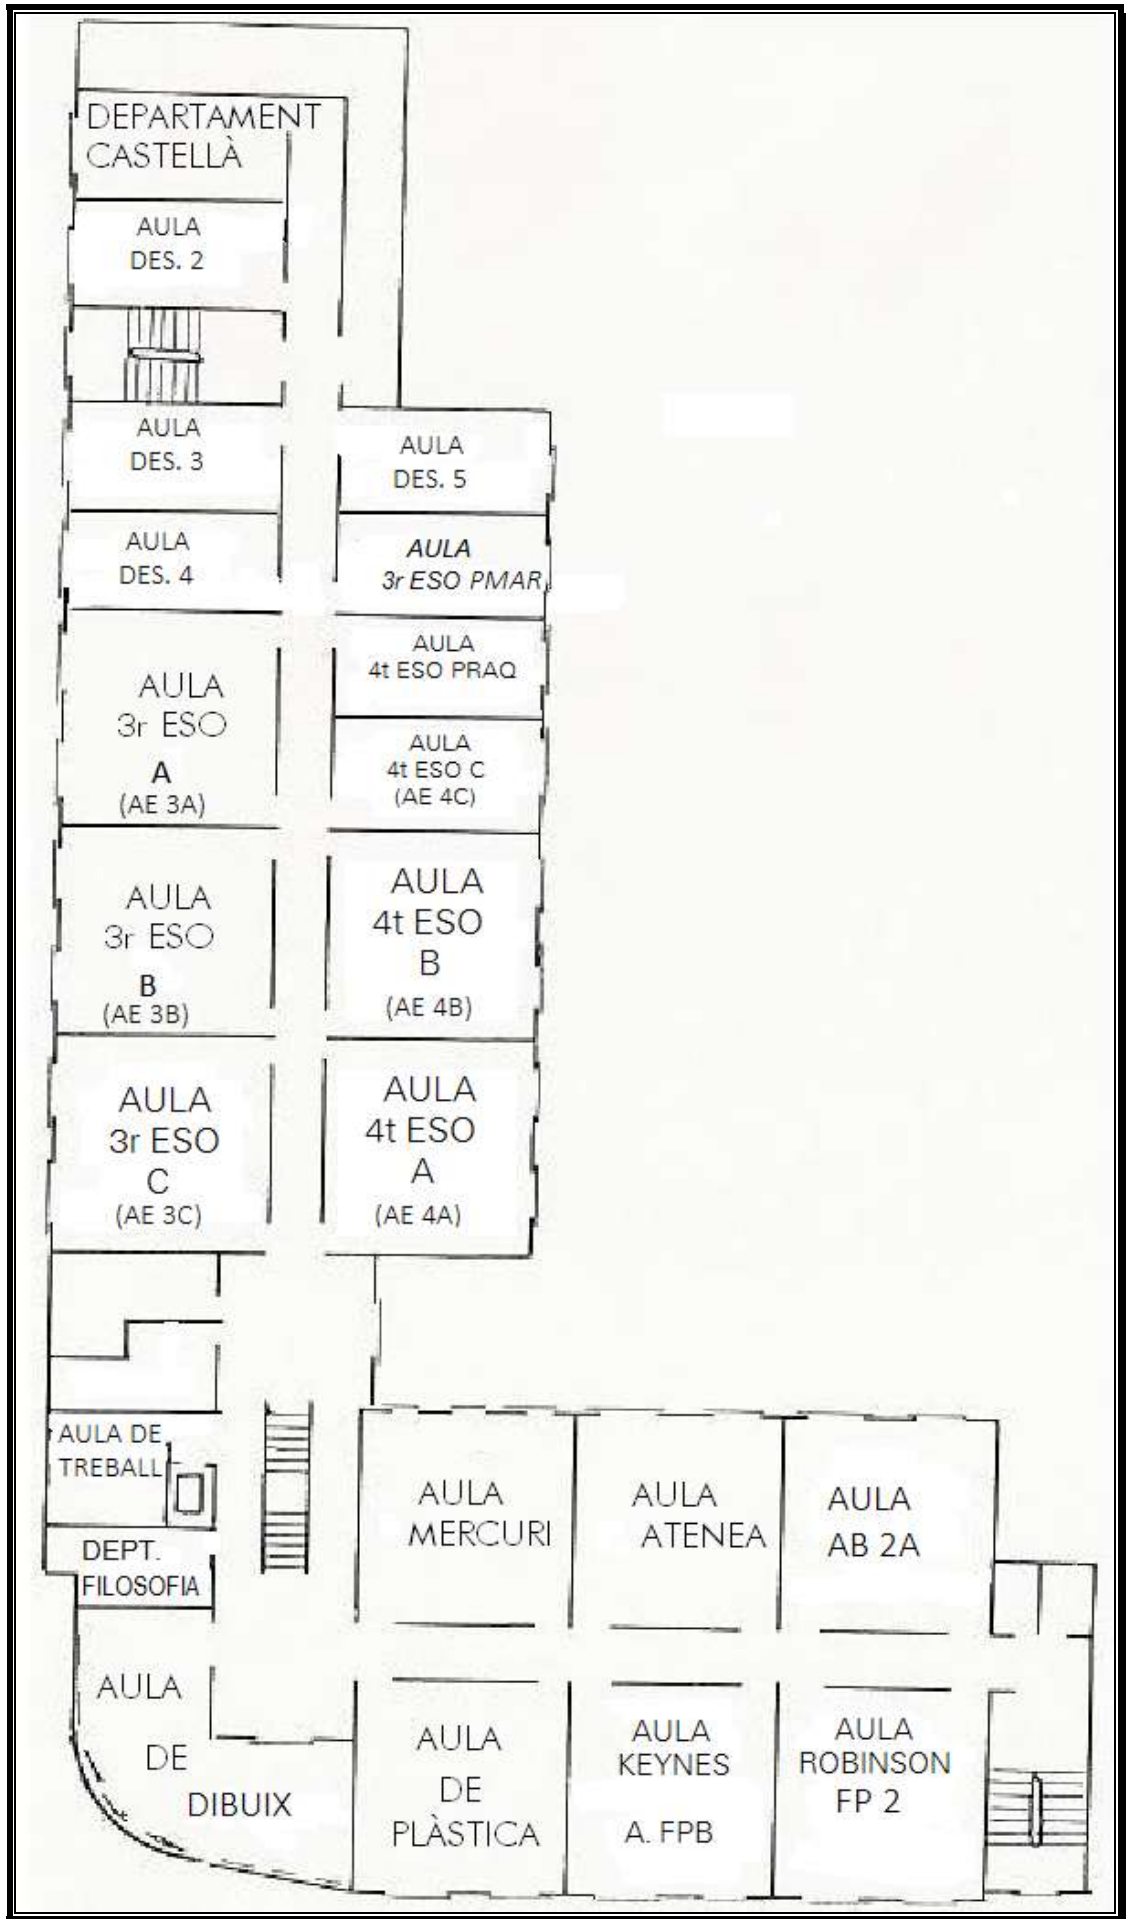 DEPARTAMENT
CASTELLÀ
AULA
DES. 2
AULA
DES. 3
AULA
DES. 5
AULA
DES. 4
AULA
3r ESO PMAR
AULA
4t ESO PRAQ
AULA
3r ESO
A
(AE 3A)
AULA
4t ESO C
(AE 4C)
AULA
3r ESO
B
(AE 3B)
AULA
4t ESO
B
(AE 4B)
AULA
3r ESO
C
(AE 3C)
AULA
4t ESO
A
(AE 4A)
AULA DE
TREBALL
DEPT.
FILOSOFIA
AULA
MERCURI
AULA
ATENEA
AULA
AB 2A
AULA
DE
DIBUIX
AULA
DE
PLÀSTICA
AULA
KEYNES
A. FPB
AULA
ROBINSON
FP 2